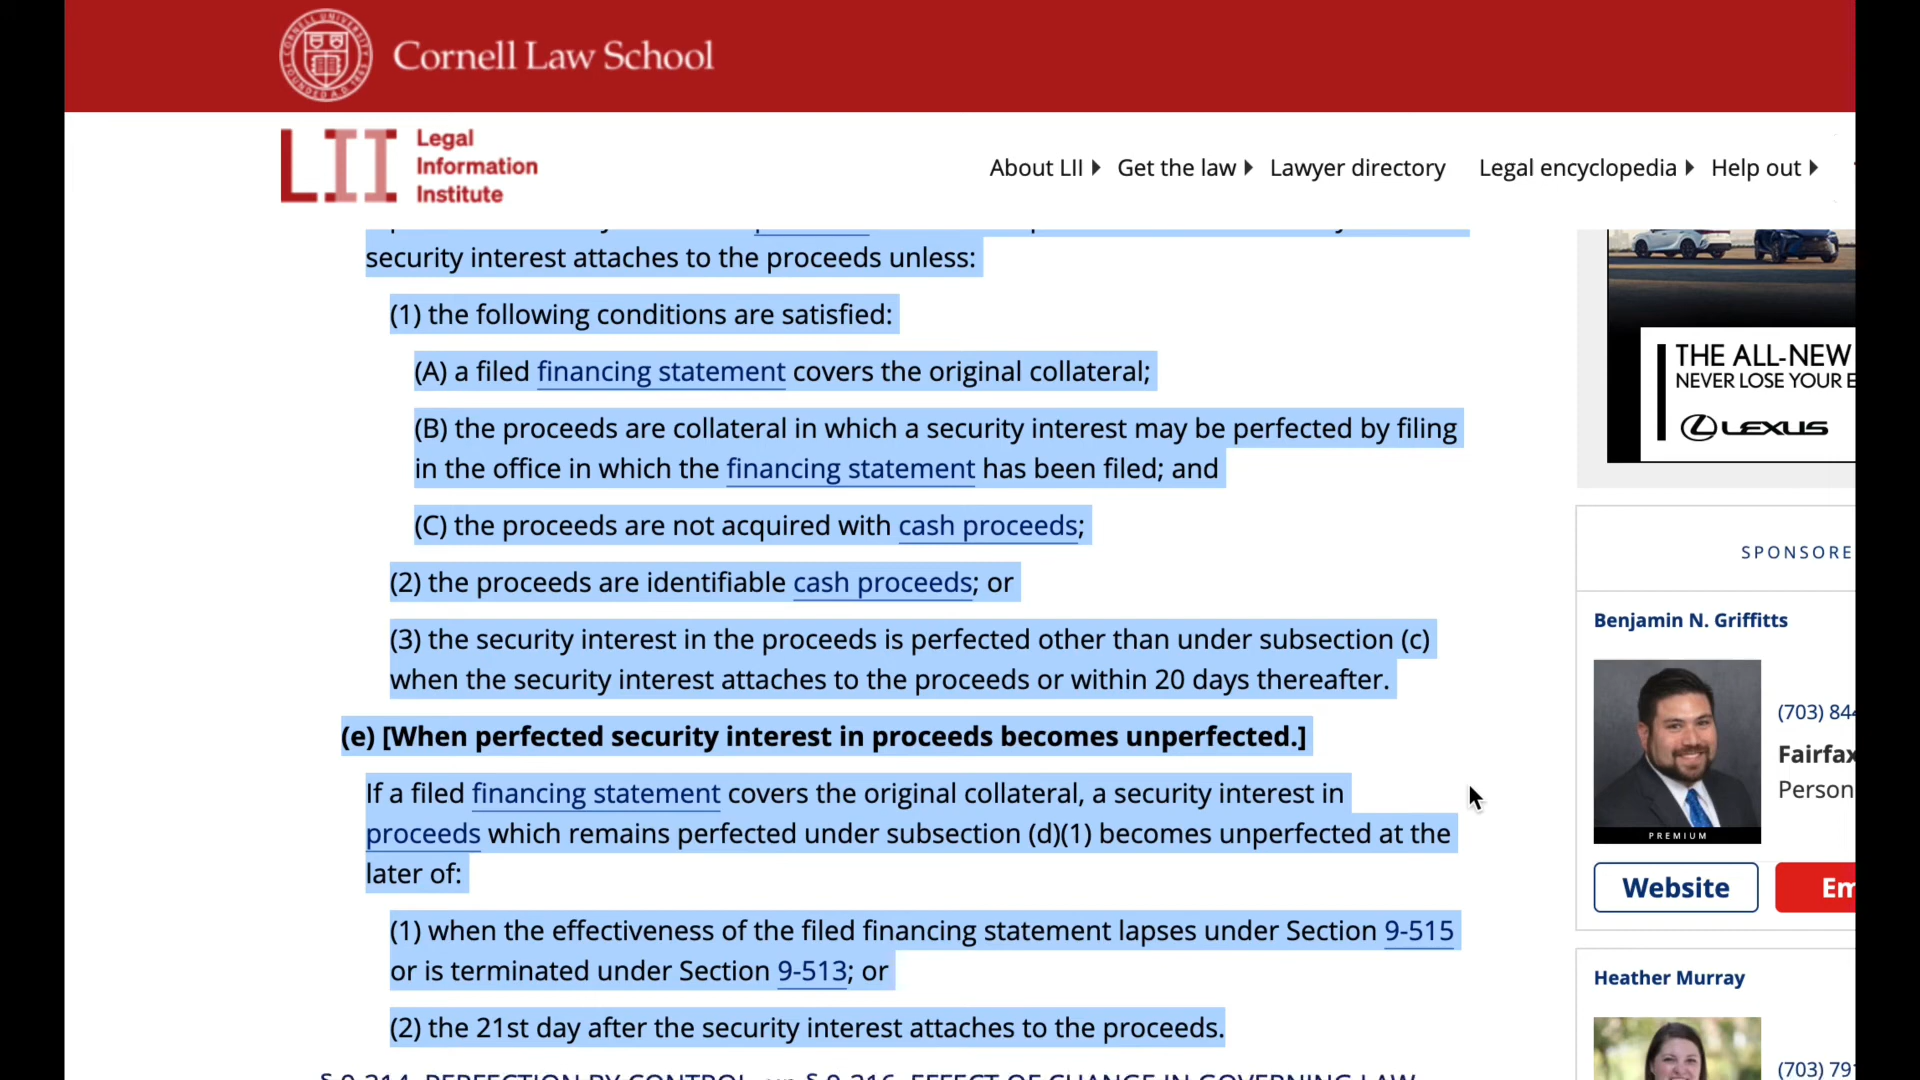 Cornell Law School
LII Legal
Information
Institute
About LII
Get the law
Lawyer directory
Legal encyclopedia
Help out
security interest attaches to the proceeds unless:
(1) the following conditions are satisfied:
(A) a filed financing statement covers the original collateral;
(B) the proceeds are collateral in which a security interest may be perfected by filing
in the office in which the financing statement has been filed; and
(C) the proceeds are not acquired with cash proceeds;
(2) the proceeds are identifiable cash proceeds; or
(3) the security interest in the proceeds is perfected other than under subsection (c)
when the security interest attaches to the proceeds or within 20 days thereafter.
(e) [When perfected security interest in proceeds becomes unperfected.]
If a filed financing statement covers the original collateral, a security interest in
proceeds which remains perfected under subsection (d)(1) becomes unperfected at the
later of:
(1) when the effectiveness of the filed financing statement lapses under Section 9-515
or is terminated under Section 9-513; or
(2) the 21st day after the security interest attaches to the proceeds.
THE ALL-NEW
NEVER LOSE YOUR E
LEXUS
SPONSORE
Benjamin N. Griffitts
(703) 84
Fairfax
Person
PREMIUM
Website
Em
Heather Murray
(703) 79